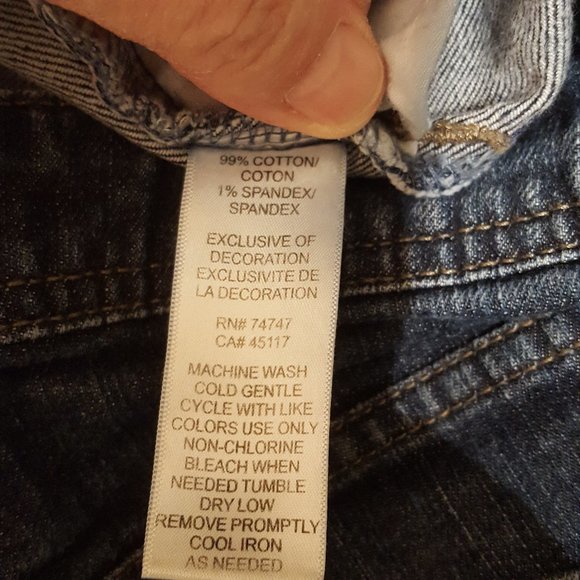 99% COTTON/
COTON
1% SPANDEX/
SPANDEX
EXCLUSIVE OF
DECORATION
EXCLUSIVITE DE
LA DECORATION
RN# 74747
CA# 45117
MACHINE WASH
COLD GENTLE
CYCLE WITH LIKE
COLORS USE ONLY
NON-CHLORINE
BLEACH WHEN
NEEDED TUMBLE
DRY LOW
REMOVE PROMPTLY
COOL IRON
AS NEEDED